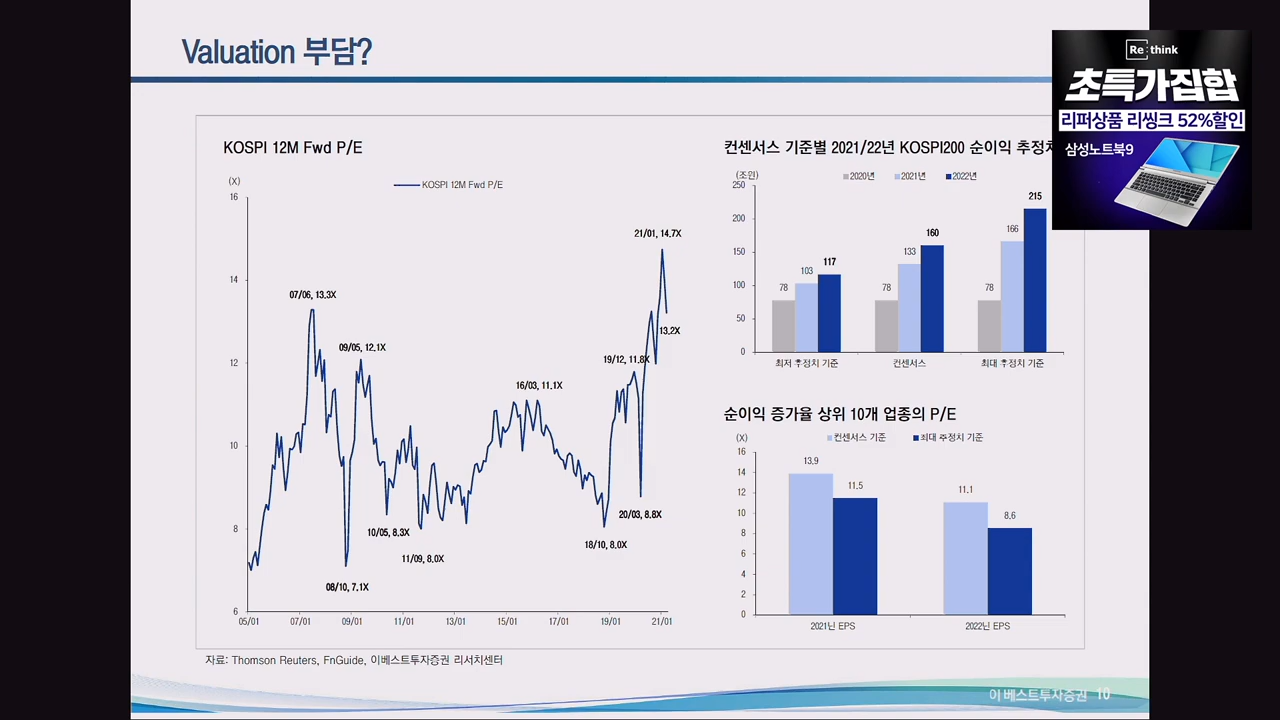 Valuation 부담?
Re:think
초특가집합
리퍼상품 리씽크 52%할인
삼성노트북9
KOSPI 12M Fwd P/E
(X)
KOSPI 12M Fwd P/E
16
14
12
10
8
6
05/01 07/01 09/01 11/01 13/01 15/01 17/01 19/01 21/01
07/06, 13.3X
08/10, 7.1X
09/05, 12.1X
10/05, 8.3X
11/09, 8.0X
16/03, 11.1X
18/10, 8.0X
19/12, 11.8X
20/03, 8.8X
21/01, 14.7X
13.2X
컨센서스 기준별 2021/22년 KOSPI200 순이익 추정치
(조원)
2020년 2021년 2022년
250
200
150
100
50
0
78 103 117
78 133 160
78 166 215
최저 추정치 기준 컨센서스 최대 추정치 기준
순이익 증가율 상위 10개 업종의 P/E
(X)
컨센서스 기준 최대 추정치 기준
16
14
12
10
8
6
4
2
0
13.9 11.5
11.1 8.6
2021년 EPS 2022년 EPS
자료: Thomson Reuters, FnGuide, 이베스트투자증권 리서치센터
이베스트투자증권 10